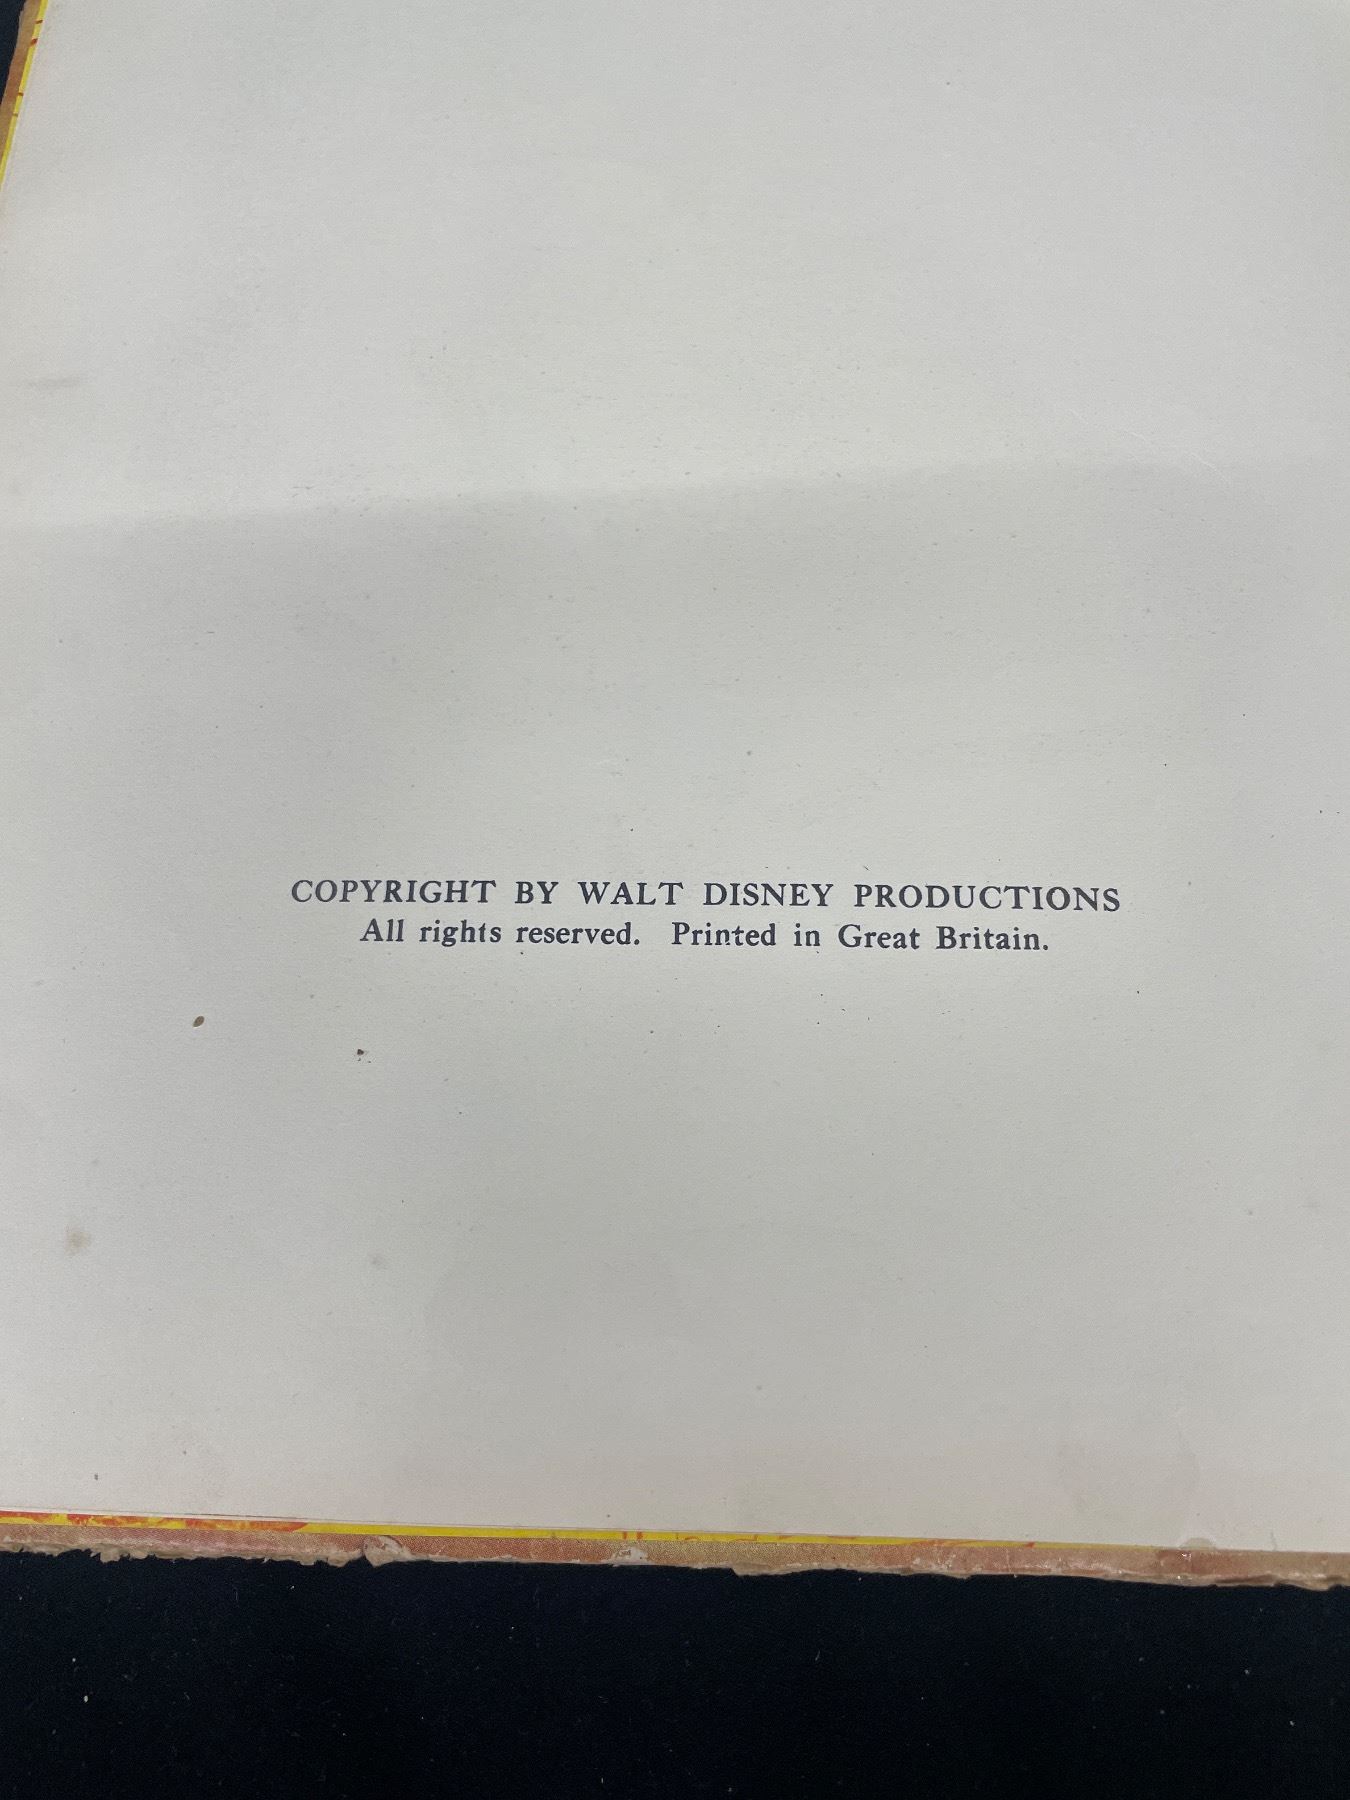 COPYRIGHT BY WALT DISNEY PRODUCTIONS
All rights reserved. Printed in Great Britain.